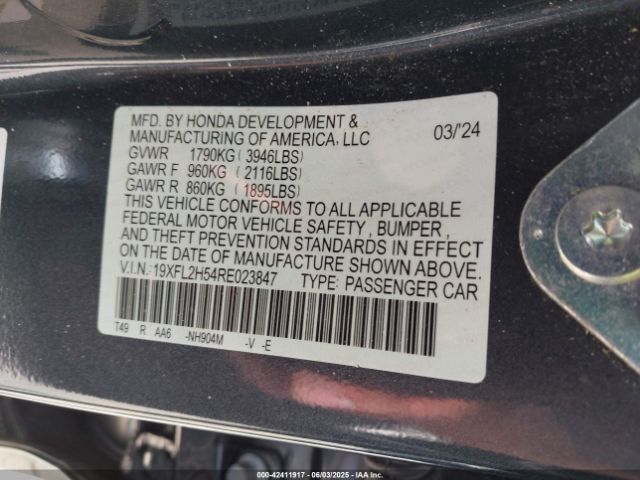 MFD. BY HONDA DEVELOPMENT &
MANUFACTURING OF AMERICA, LLC 03/'24
GVWR 1790KG ( 3946LBS)
GAWR F 960KG ( 2116LBS)
GAWR R 860KG ( 1895LBS)
THIS VEHICLE CONFORMS TO ALL APPLICABLE
FEDERAL MOTOR VEHICLE SAFETY, BUMPER,
AND THEFT PREVENTION STANDARDS IN EFFECT
ON THE DATE OF MANUFACTURE SHOWN ABOVE.
V.I.N.: 19XFL2H54RE023847 TYPE: PASSENGER CAR
T49 R AA6 -NH904M -V -E
000-42411917 - 06/03/2025 - IAAI.COM